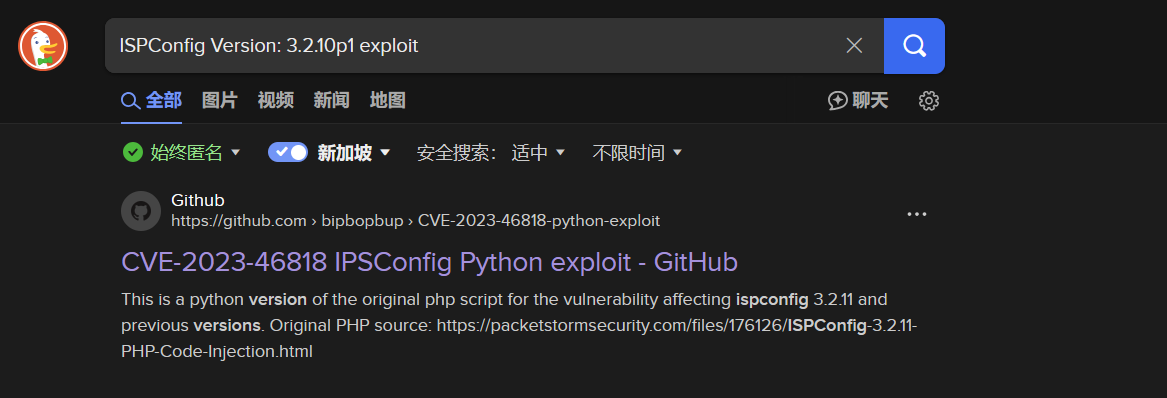 ISPConfig Version: 3.2.10p1 exploit
全部 图片 视频 新闻 地图 聊天
始终匿名 新加坡 安全搜索： 适中 不限时间
Github
https://github.com › bipbopbup › CVE-2023-46818-python-exploit
CVE-2023-46818 IPSConfig Python exploit - GitHub
This is a python version of the original php script for the vulnerability affecting ispconfig 3.2.11 and
previous versions. Original PHP source: https://packetstormsecurity.com/files/176126/ISPConfig-3.2.11-
PHP-Code-Injection.html